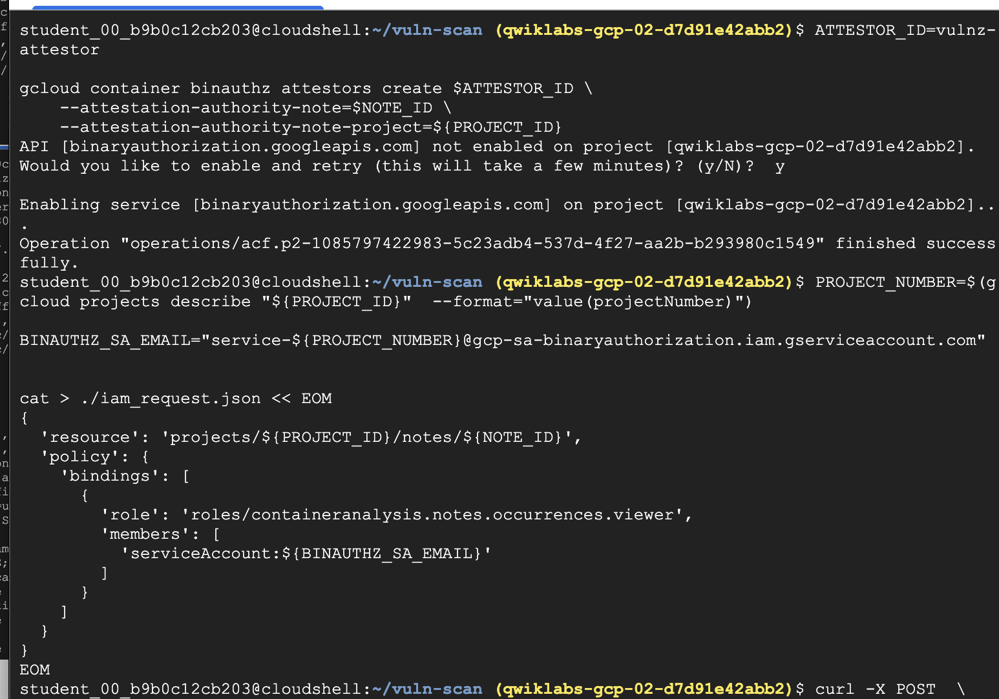 student_00_b9b0c12cb203@cloudshell:~/vuln-scan (qwiklabs-gcp-02-d7d91e42abb2)$ ATTESTOR_ID=vulnz-
attestor
gcloud container binauthz attestors create $ATTESTOR_ID \
    --attestation-authority-note=$NOTE_ID \
    --attestation-authority-note-project=${PROJECT_ID}
API [binaryauthorization.googleapis.com] not enabled on project [qwiklabs-gcp-02-d7d91e42abb2].
Would you like to enable and retry (this will take a few minutes)? (y/N)?  y
Enabling service [binaryauthorization.googleapis.com] on project [qwiklabs-gcp-02-d7d91e42abb2]..
.
Operation "operations/acf.p2-1085797422983-5c23adb4-537d-4f27-aa2b-b293980c1549" finished success
fully.
student_00_b9b0c12cb203@cloudshell:~/vuln-scan (qwiklabs-gcp-02-d7d91e42abb2)$ PROJECT_NUMBER=$(g
cloud projects describe "${PROJECT_ID}"  --format="value(projectNumber)")
BINAUTHZ_SA_EMAIL="service-${PROJECT_NUMBER}@gcp-sa-binaryauthorization.iam.gserviceaccount.com"
cat > ./iam_request.json << EOM
{
  'resource': 'projects/${PROJECT_ID}/notes/${NOTE_ID}',
  'policy': {
    'bindings': [
      {
        'role': 'roles/containeranalysis.notes.occurrences.viewer',
        'members': [
          'serviceAccount:${BINAUTHZ_SA_EMAIL}'
        ]
      }
    ]
  }
}
EOM
student_00_b9b0c12cb203@cloudshell:~/vuln-scan (qwiklabs-gcp-02-d7d91e42abb2)$ curl -X POST  \